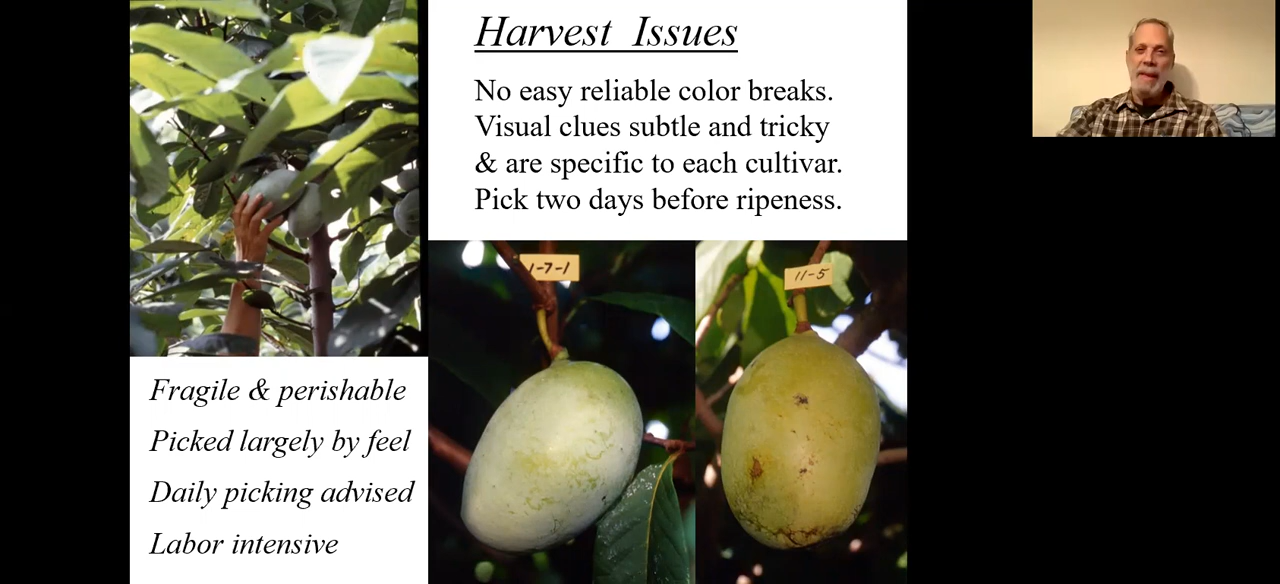 Harvest Issues
No easy reliable color breaks.
Visual clues subtle and tricky
& are specific to each cultivar.
Pick two days before ripeness.
1-7-1
11-5
Fragile & perishable
Picked largely by feel
Daily picking advised
Labor intensive